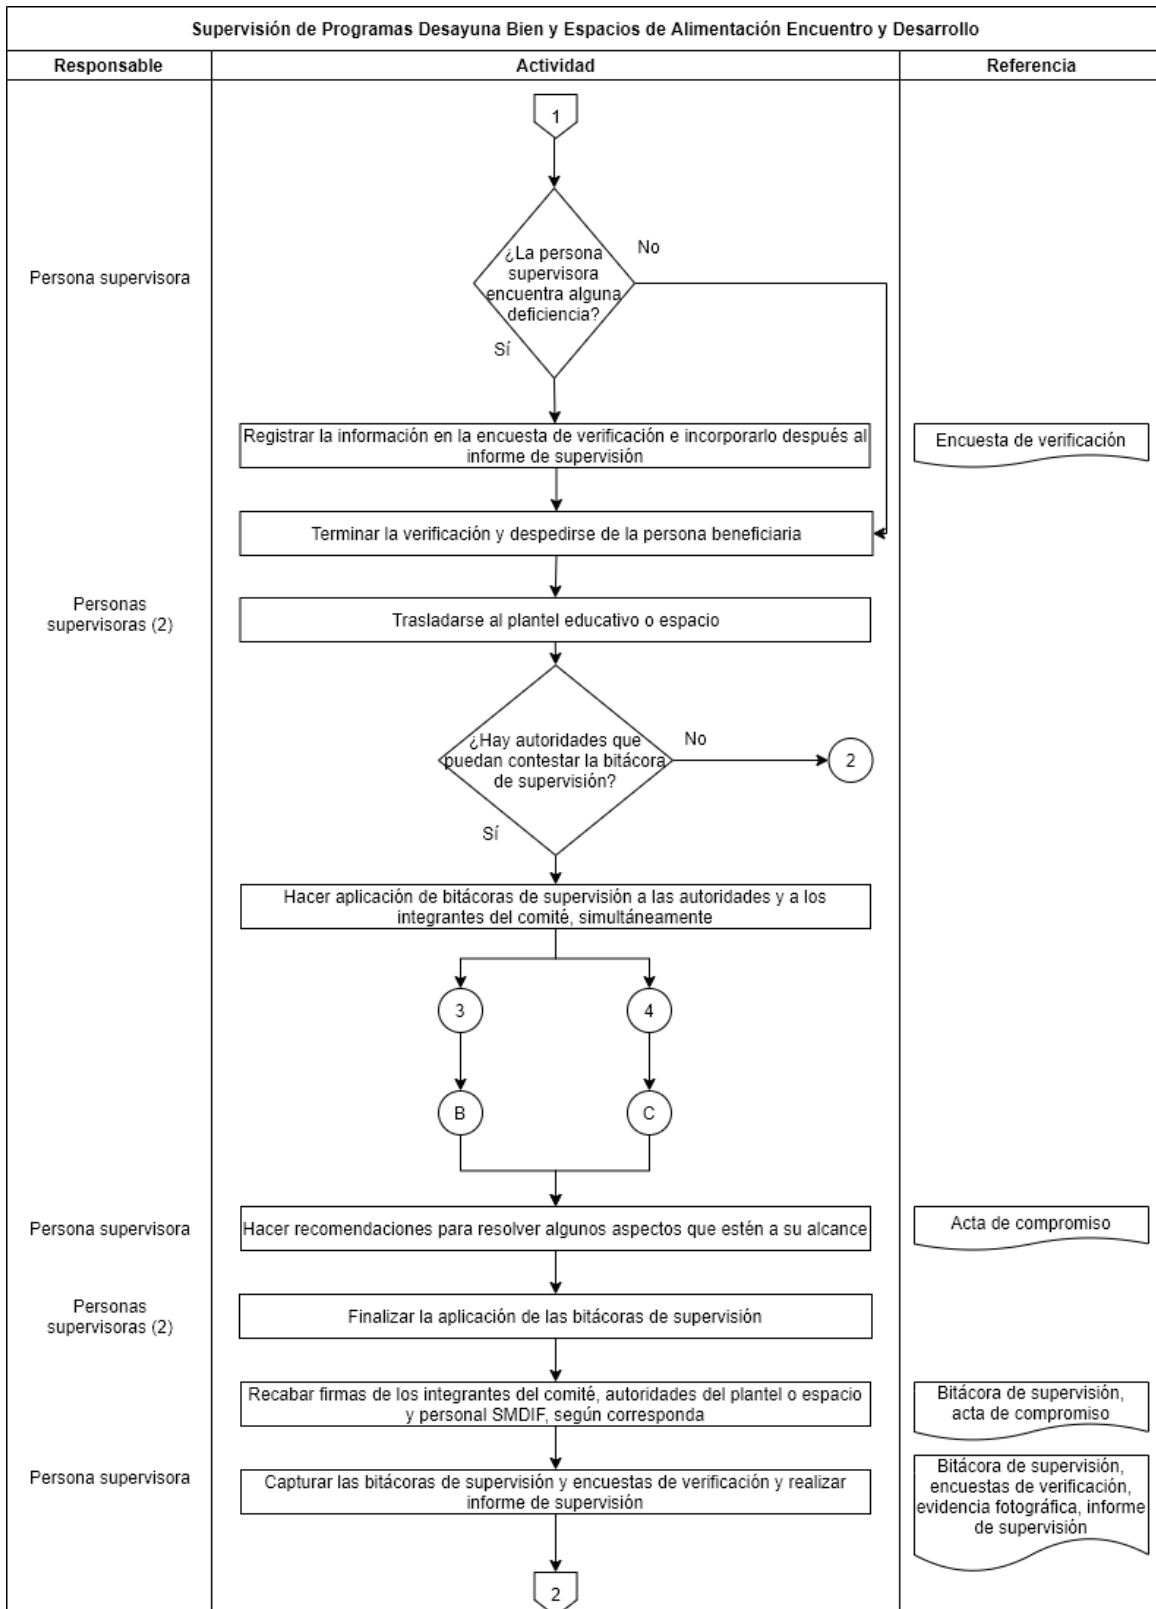 Supervisión de Programas Desayuna Bien y Espacios de Alimentación Encuentro y Desarrollo
Responsable
Actividad
Referencia
1
¿La persona
supervisora
encuentra alguna
deficiencia?
No
Sí
Persona supervisora
Registrar la información en la encuesta de verificación e incorporarlo después al
informe de supervisión
Encuesta de verificación
Terminar la verificación y despedirse de la persona beneficiaria
Personas
supervisoras (2)
Trasladarse al plantel educativo o espacio
¿Hay autoridades que
puedan contestar la bitácora
de supervisión?
No
2
Sí
Hacer aplicación de bitácoras de supervisión a las autoridades y a los
integrantes del comité, simultáneamente
3
4
B
C
Persona supervisora
Hacer recomendaciones para resolver algunos aspectos que estén a su alcance
Acta de compromiso
Personas
supervisoras (2)
Finalizar la aplicación de las bitácoras de supervisión
Recabar firmas de los integrantes del comité, autoridades del plantel o espacio
y personal SMDIF, según corresponda
Bitácora de supervisión,
acta de compromiso
Persona supervisora
Capturar las bitácoras de supervisión y encuestas de verificación y realizar
informe de supervisión
Bitácora de supervisión,
encuestas de verificación,
evidencia fotográfica, informe
de supervisión
2